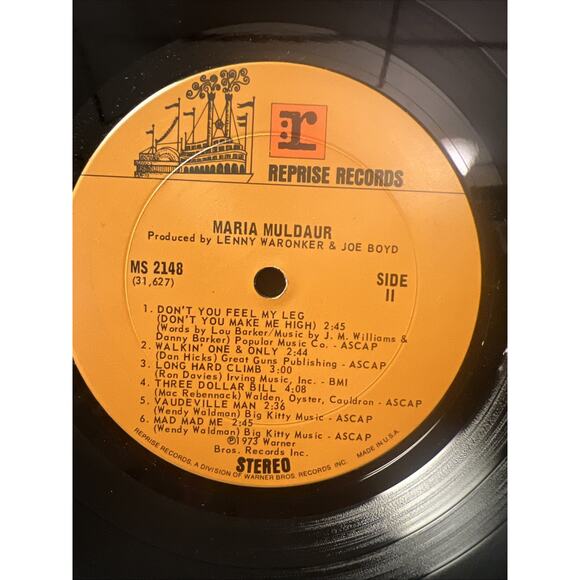 :r
REPRISE RECORDS
MARIA MULDAUR
Produced by LENNY WARONKER & JOE BOYD
MS 2148
(31,627)
SIDE
II
1. DON'T YOU FEEL MY LEG
(DON'T YOU MAKE ME HIGH) 2:45
(Words by Lou Barker/Music by J. M. Williams &
Danny Barker) Popular Music Co. - ASCAP
2. WALKIN' ONE & ONLY 2:44
(Dan Hicks) Great Guns Publishing - ASCAP
3. LONG HARD CLIMB 3:00
(Ron Davies) Irving Music, Inc. - BMI
4. THREE DOLLAR BILL 4:08
(Mac Rebennack) Walden, Oyster, Cauldron - ASCAP
5. VAUDEVILLE MAN 2:36
(Wendy Waldman) Big Kitty Music - ASCAP
6. MAD MAD ME 2:45
(Wendy Waldman) Big Kitty Music - ASCAP
℗1973 Warner
Bros. Records Inc.
STEREO
REPRISE RECORDS, A DIVISION OF WARNER BROS. RECORDS INC. MADE IN U.S.A.